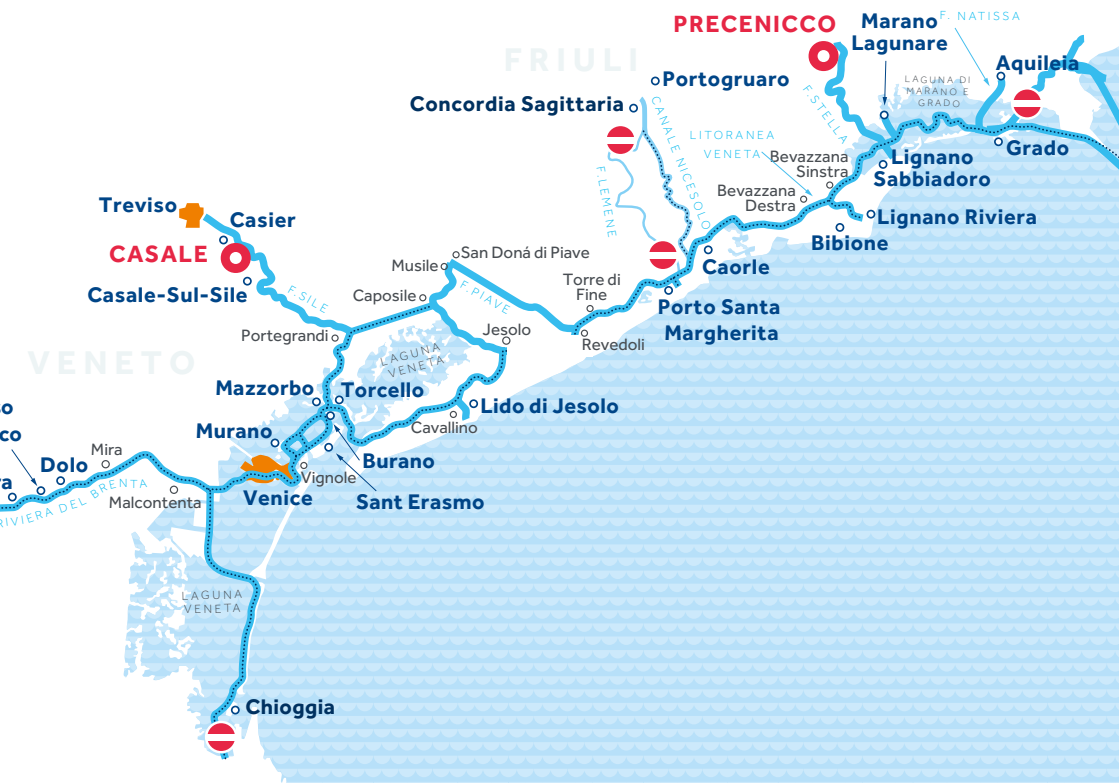 PRECENICCO
Marano
Lagunare
F. NATISSA
FRIULI
Aquileia
Portogruaro
LAGUNA DI
MARANO E
GRADO
Concordia Sagittaria
CANALE NICESOLO
F.STELLA
LITORANEA
VENETA
Grado
Bevazzana
Sinstra
Lignano
Sabbiadoro
F.LEMENE
Bevazzana
Destra
Treviso
Casier
Lignano Riviera
Bibione
CASALE
San Doná di Piave
Musile
Caorle
Casale-Sul-Sile
F.SILE
Caposile
F.PIAVE
Torre di
Fine
Porto Santa
Margherita
Portegrandi
Jesolo
Revedoli
VENETO
LAGUNA
VENETA
Mazzorbo
Torcello
so
Lido di Jesolo
co
Murano
Cavallino
Mira
Dolo
Burano
ra
Vignole
RIVIERA DEL BRENTA
Malcontenta
Venice
Sant Erasmo
LAGUNA
VENETA
Chioggia